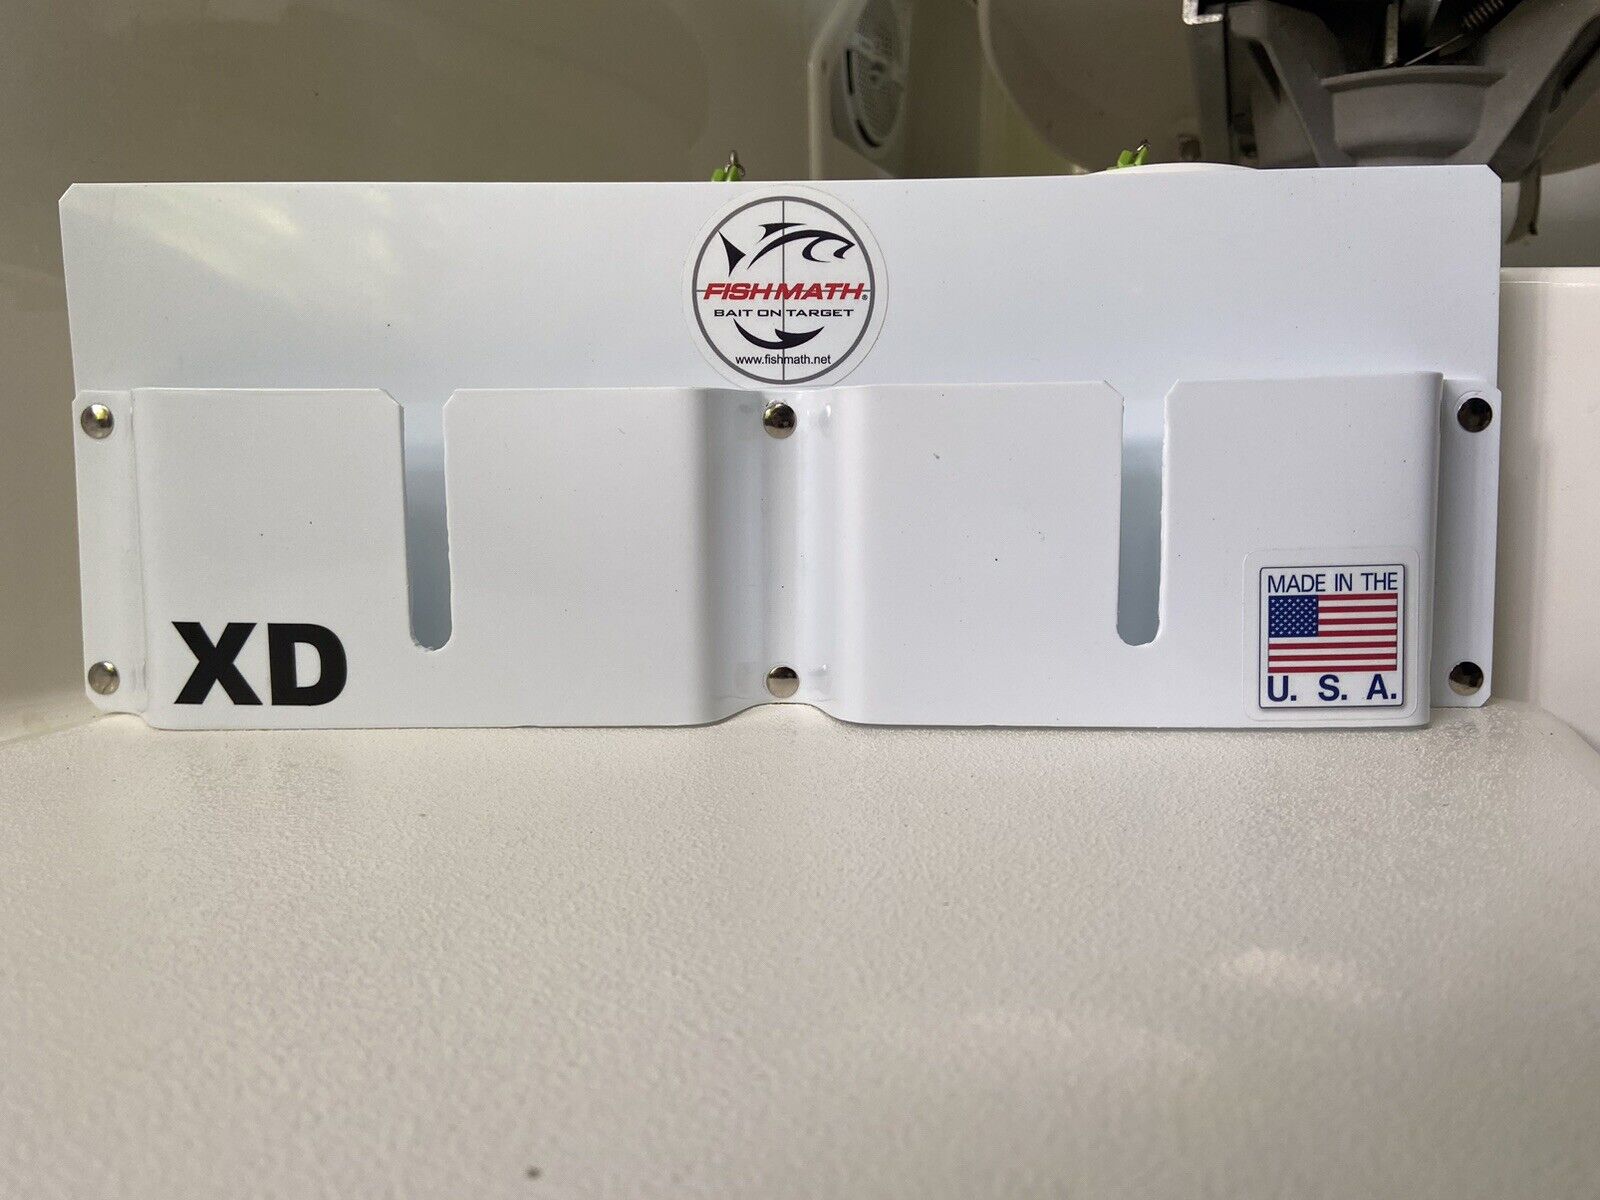 FISHMATH®
BAIT ON TARGET
www.fishmath.net
XD
MADE IN THE
U. S. A.